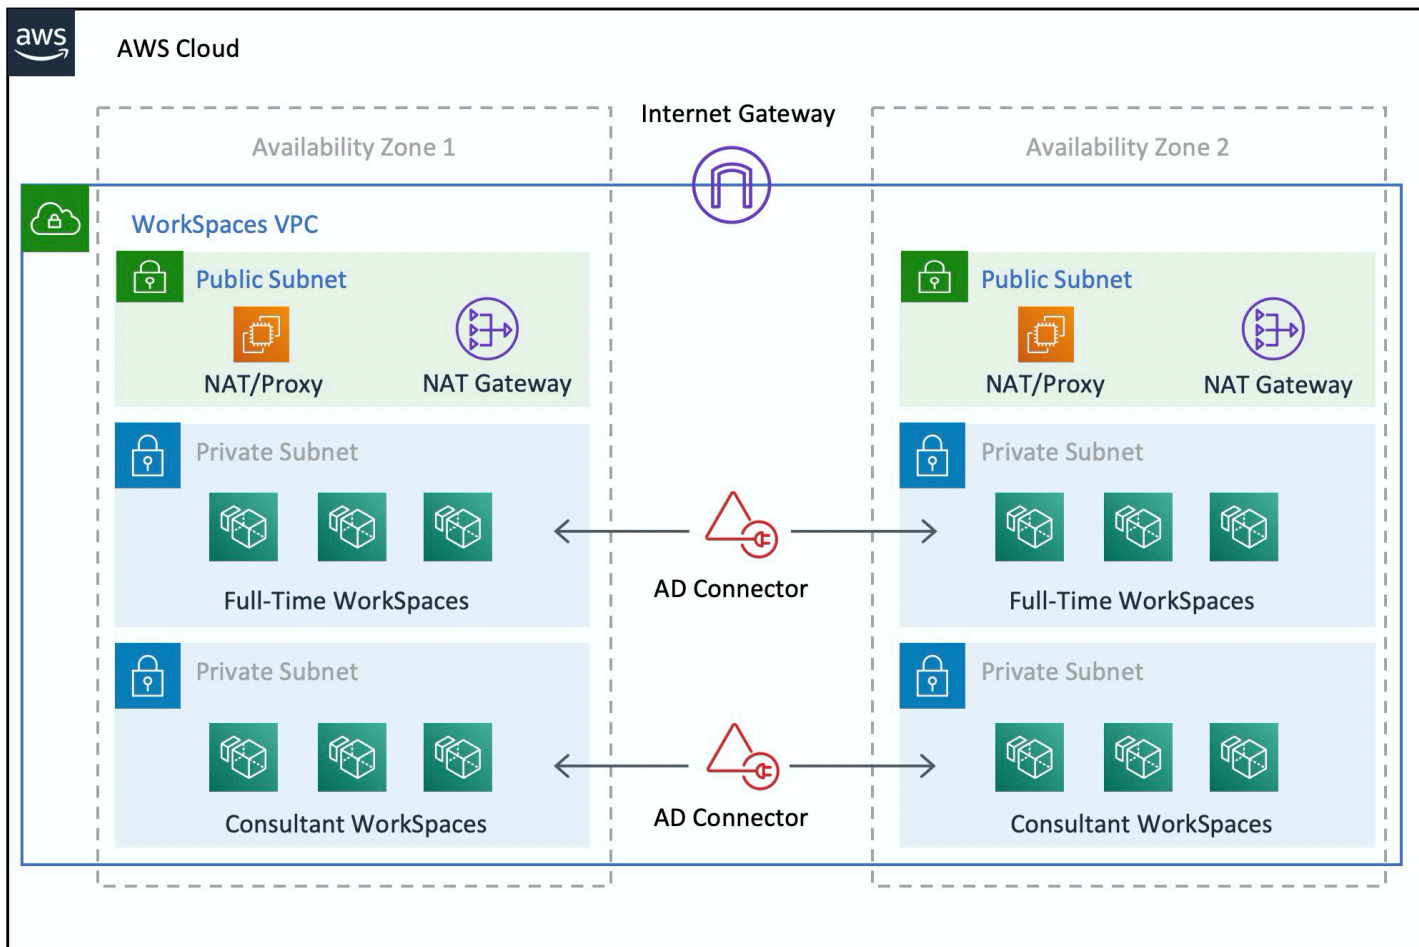 aws
AWS Cloud
Internet Gateway
Availability Zone 1
Availability Zone 2
WorkSpaces VPC
Public Subnet
NAT/Proxy
NAT Gateway
Public Subnet
NAT/Proxy
NAT Gateway
Private Subnet
Full-Time WorkSpaces
AD Connector
Private Subnet
Full-Time WorkSpaces
Private Subnet
Consultant WorkSpaces
AD Connector
Private Subnet
Consultant WorkSpaces